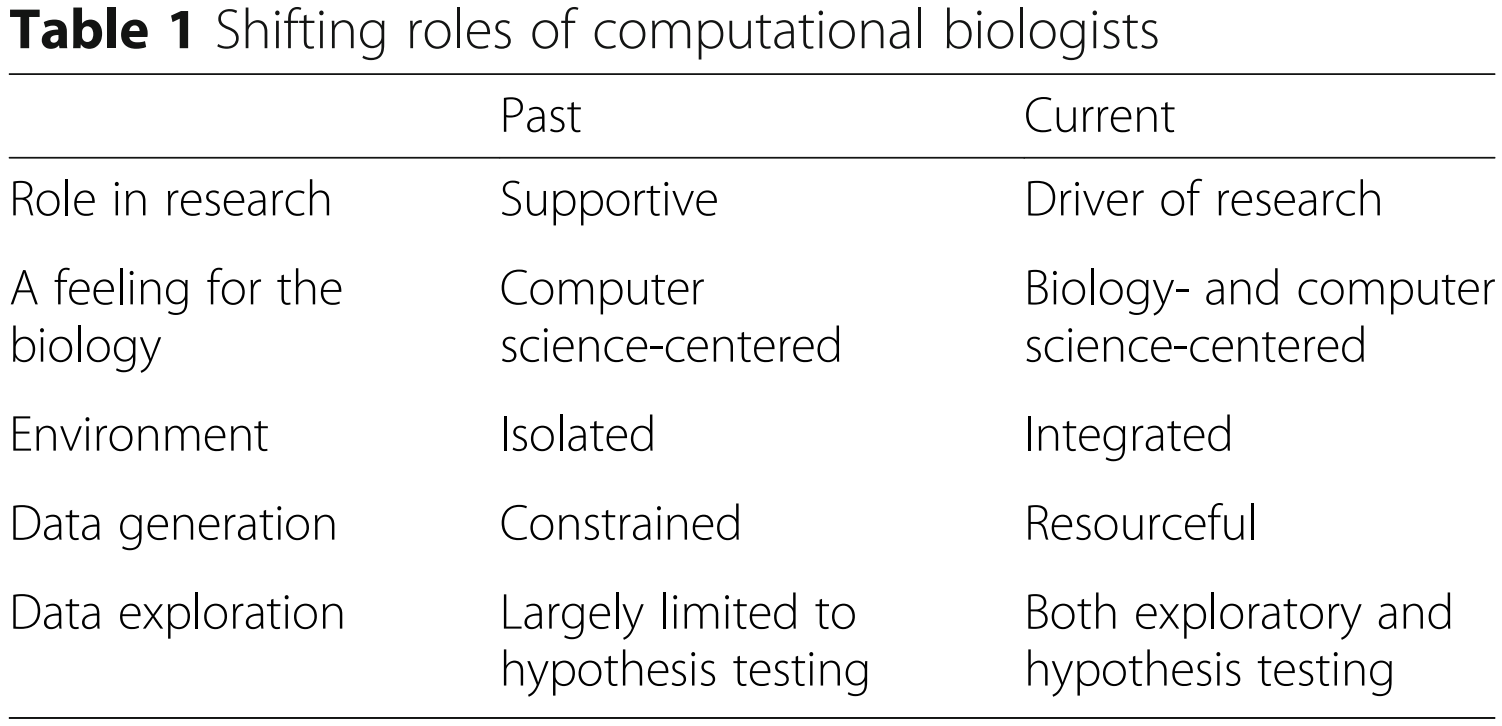 Table 1 Shifting roles of computational biologists
Past Current
Role in research Supportive Driver of research
A feeling for the Computer Biology- and computer
biology science-centered science-centered
Environment Isolated Integrated
Data generation Constrained Resourceful
Data exploration Largely limited to Both exploratory and
hypothesis testing hypothesis testing